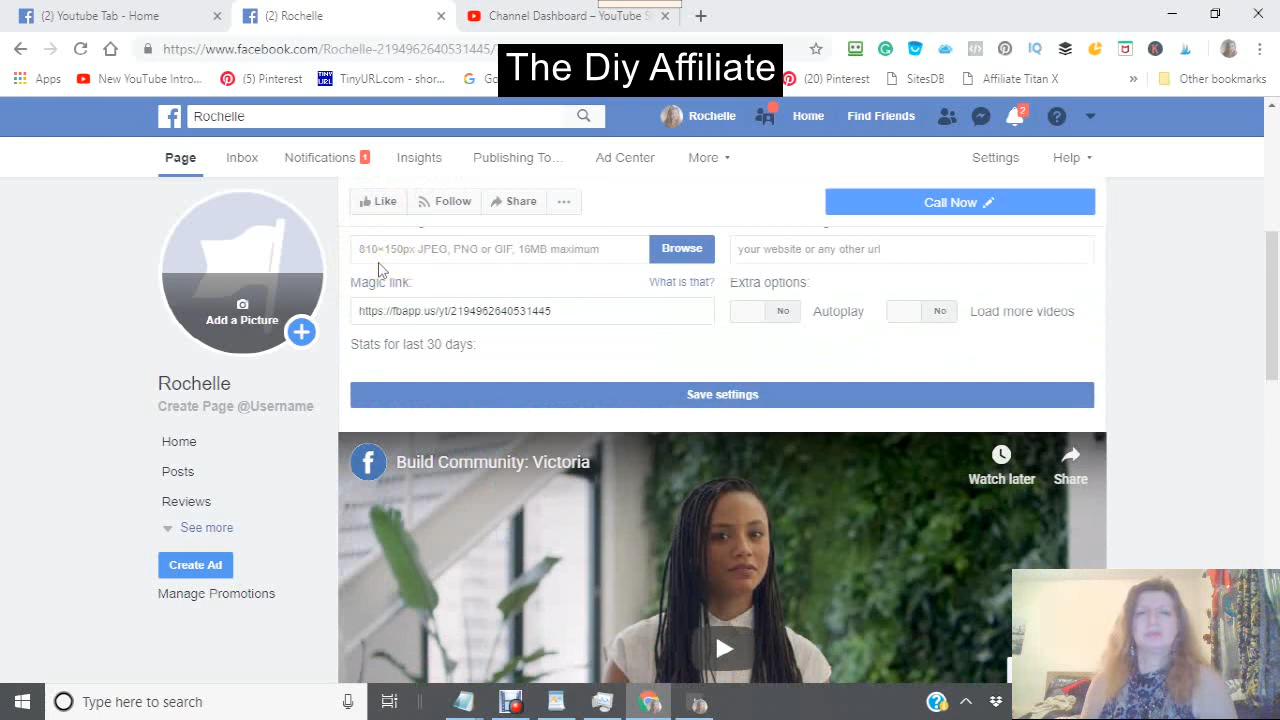 (2) Youtube Tab - Home
(2) Rochelle
Channel Dashboard - YouTube S
https://www.facebook.com/Rochelle-2194962640531445/
The Diy Affiliate
Apps
New YouTube Intro...
(5) Pinterest
TinyURL.com - shor...
(20) Pinterest
SitesDB
Affiliate Titan X
Other bookmarks
Rochelle
Rochelle
Home
Find Friends
2
Page
Inbox
Notifications 1
Insights
Publishing To...
Ad Center
More
Settings
Help
Like
Follow
Share
Call Now
810×150px JPEG, PNG or GIF, 16MB maximum
Browse
your website or any other url
Magic link:
What is that?
Extra options:
https://fbapp.us/yt/2194962640531445
No
Autoplay
No
Load more videos
Stats for last 30 days:
Save settings
Add a Picture
Rochelle
Create Page @Username
Home
Posts
Reviews
See more
Create Ad
Manage Promotions
Build Community: Victoria
Watch later
Share
Type here to search